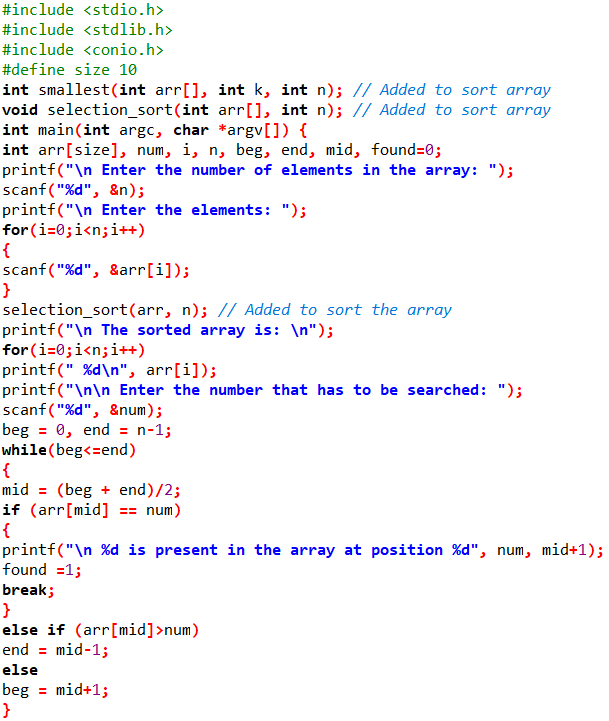 #include <stdio.h>
#include <stdlib.h>
#include <conio.h>
#define size 10
int smallest(int arr[], int k, int n); // Added to sort array
void selection_sort(int arr[], int n); // Added to sort array
int main(int argc, char *argv[]) {
int arr[size], num, i, n, beg, end, mid, found=0;
printf("\n Enter the number of elements in the array: ");
scanf("%d", &n);
printf("\n Enter the elements: ");
for(i=0;i<n;i++)
{
scanf("%d", &arr[i]);
}
selection_sort(arr, n); // Added to sort the array
printf("\n The sorted array is: \n");
for(i=0;i<n;i++)
printf(" %d\n", arr[i]);
printf("\n\n Enter the number that has to be searched: ");
scanf("%d", &num);
beg = 0, end = n-1;
while(beg<=end)
{
mid = (beg + end)/2;
if (arr[mid] == num)
{
printf("\n %d is present in the array at position %d", num, mid+1);
found =1;
break;
}
else if (arr[mid]>num)
end = mid-1;
else
beg = mid+1;
}